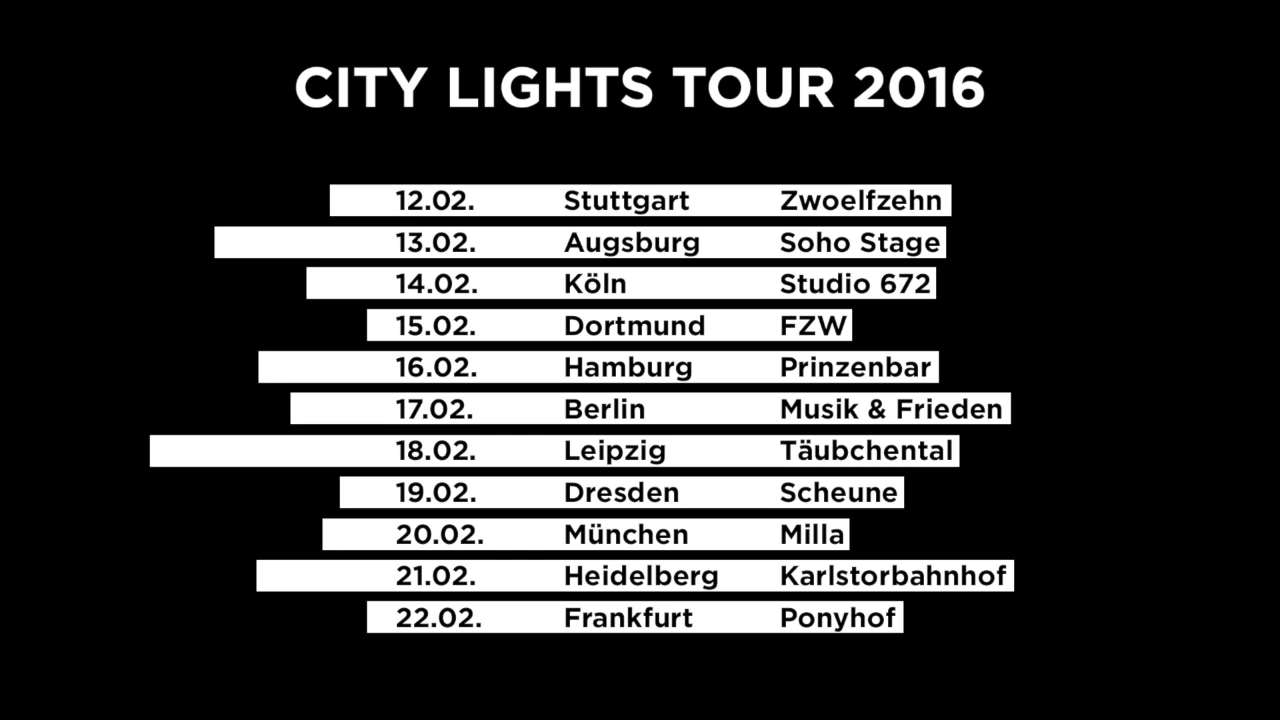 CITY LIGHTS TOUR 2016
12.02. Stuttgart Zwoelfzehn
13.02. Augsburg Soho Stage
14.02. Köln Studio 672
15.02. Dortmund FZW
16.02. Hamburg Prinzenbar
17.02. Berlin Musik & Frieden
18.02. Leipzig Täubchental
19.02. Dresden Scheune
20.02. München Milla
21.02. Heidelberg Karlstorbahnhof
22.02. Frankfurt Ponyhof